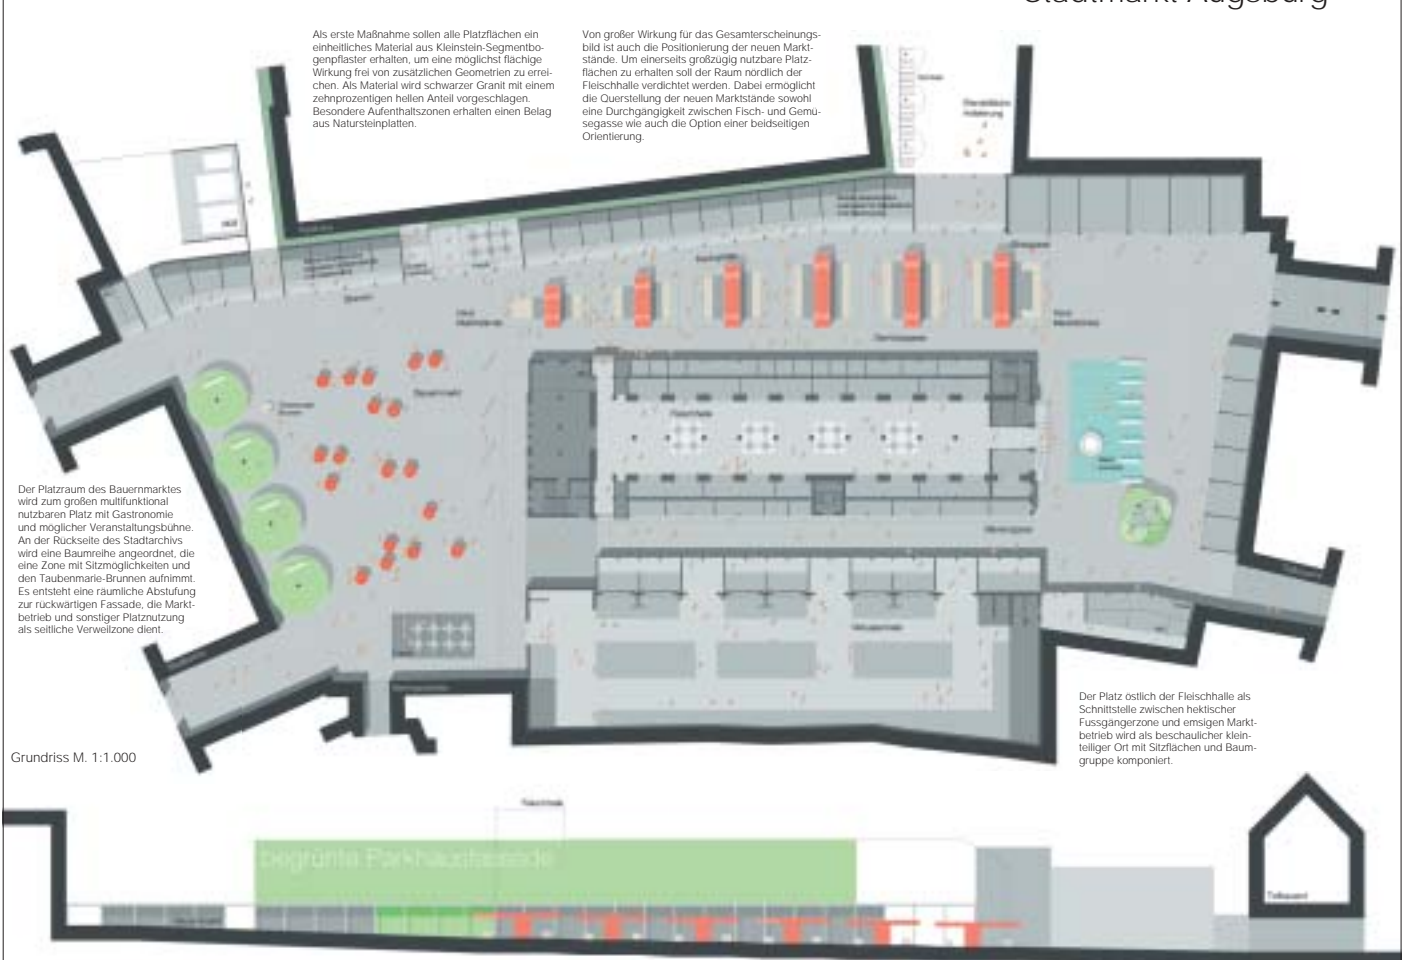 Stadtmarkt Augsburg
Als erste Maßnahme sollen alle Platzflächen ein
einheitliches Material aus Kleinstein-Segmentbo-
genpflaster erhalten, um eine möglichst flächige
Wirkung frei von zusätzlichen Geometrien zu errei-
chen. Als Material wird schwarzer Granit mit einem
zehnprozentigen hellen Anteil vorgeschlagen.
Besondere Aufenthaltszonen erhalten einen Belag
aus Natursteinplatten.
Von großer Wirkung für das Gesamterscheinungs-
bild ist auch die Positionierung der neuen Markt-
stände. Um einerseits großzügig nutzbare Platz-
flächen zu erhalten soll der Raum nördlich der
Fleischhalle verdichtet werden. Dabei ermöglicht
die Querstellung der neuen Marktstände sowohl
eine Durchgängigkeit zwischen Fisch- und Gemü-
segasse wie auch die Option einer beidseitigen
Orientierung.
Der Platzraum des Bauernmarktes
wird zum großen multifunktional
nutzbaren Platz mit Gastronomie
und möglicher Veranstaltungsbühne.
An der Rückseite des Stadtarchivs
wird eine Baumreihe angeordnet, die
eine Zone mit Sitzmöglichkeiten und
den Taubenmarie-Brunnen aufnimmt.
Es entsteht eine räumliche Abstufung
zur rückwärtigen Fassade, die Markt-
betrieb und sonstiger Platznutzung
als seitliche Verweilzone dient.
Der Platz östlich der Fleischhalle als
Schnittstelle zwischen hektischer
Fussgängerzone und emsigen Markt-
betrieb wird als beschaulicher klein-
teiliger Ort mit Sitzflächen und Baum-
gruppe komponiert.
Grundriss M. 1:1.000
begrünte Parkhausfassade